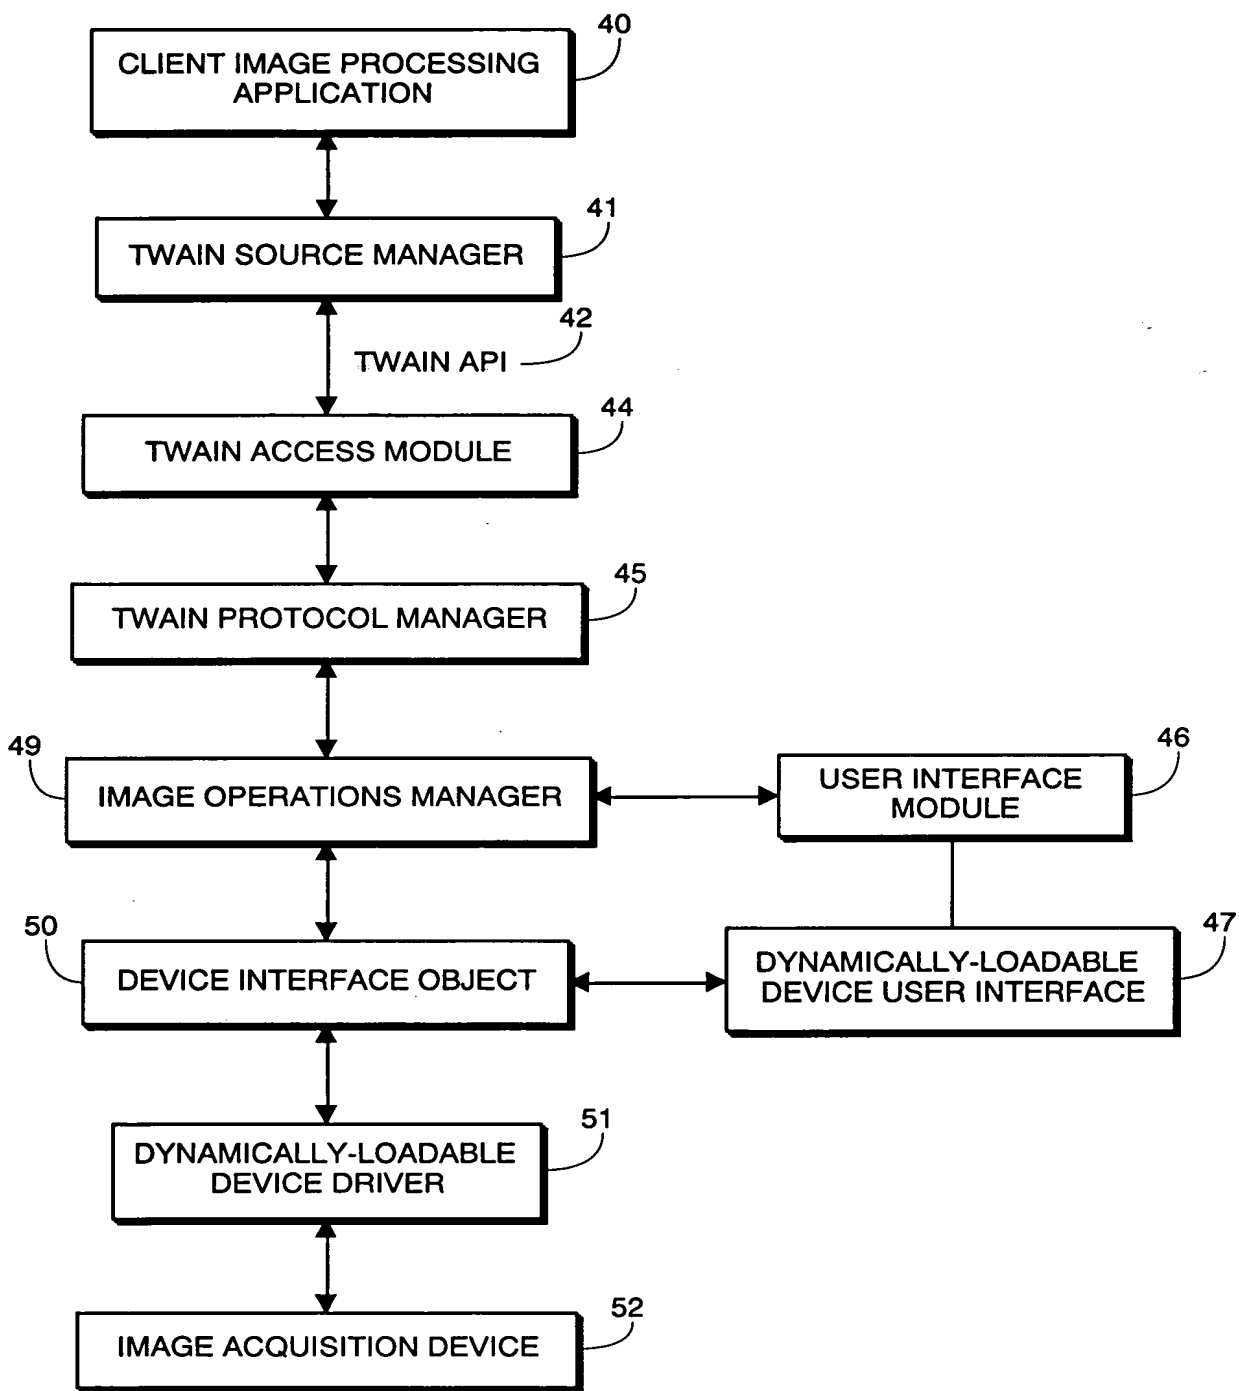 40
CLIENT IMAGE PROCESSING
APPLICATION
41
TWAIN SOURCE MANAGER
42
TWAIN API
44
TWAIN ACCESS MODULE
45
TWAIN PROTOCOL MANAGER
49
IMAGE OPERATIONS MANAGER
46
USER INTERFACE
MODULE
50
DEVICE INTERFACE OBJECT
47
DYNAMICALLY-LOADABLE
DEVICE USER INTERFACE
51
DYNAMICALLY-LOADABLE
DEVICE DRIVER
52
IMAGE ACQUISITION DEVICE